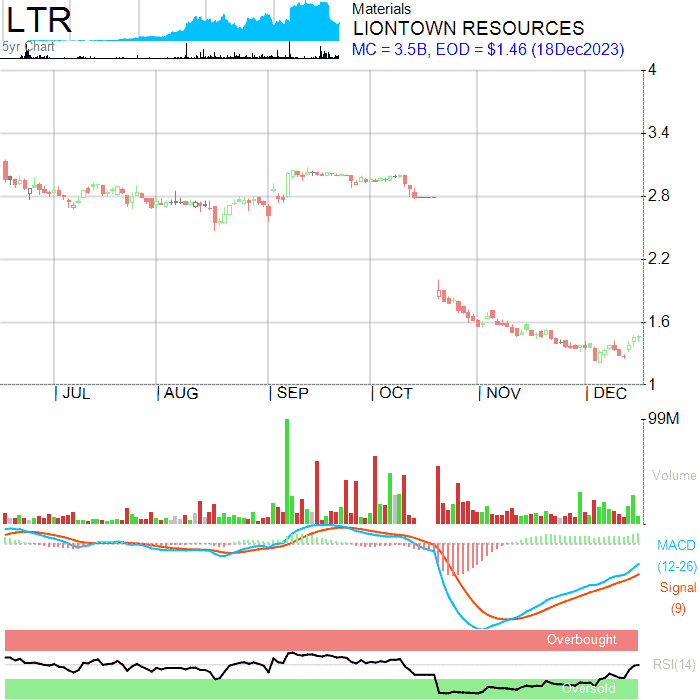 LTR
5yr Chart
Materials
LIONTOWN RESOURCES
MC = 3.5B, EOD = $1.46 (18Dec2023)
4
3.4
2.8
2.2
1.6
1
JUL AUG SEP OCT NOV DEC
99M
Volume
MACD
(12-26)
Signal
(9)
Overbought
RSI(14)
Oversold